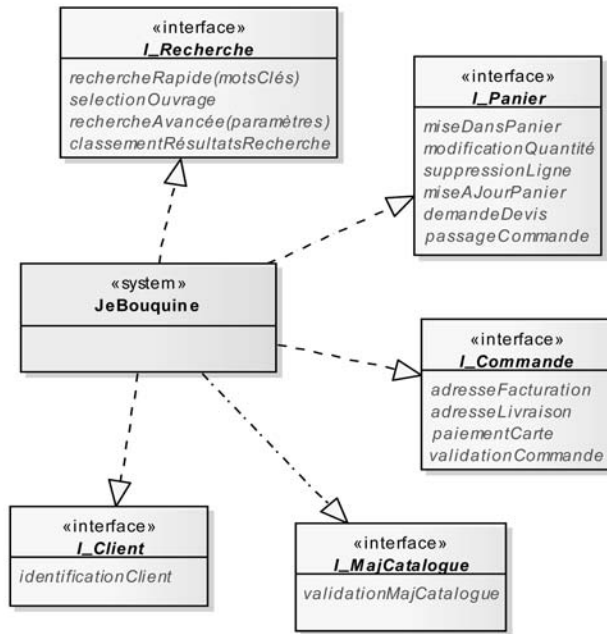 «interface»
I_Recherche
rechercheRapide(motsClés)
selectionOuvrage
rechercheAvancée(paramètres)
classementRésultatsRecherche
«interface»
I_Panier
miseDansPanier
modificationQuantité
suppressionLigne
miseAJourPanier
demandeDevis
passageCommande
«system»
JeBouquine
«interface»
I_Commande
adresseFacturation
adresseLivraison
paiementCarte
validationCommande
«interface»
I_Client
identificationClient
«interface»
I_MajCatalogue
validationMajCatalogue